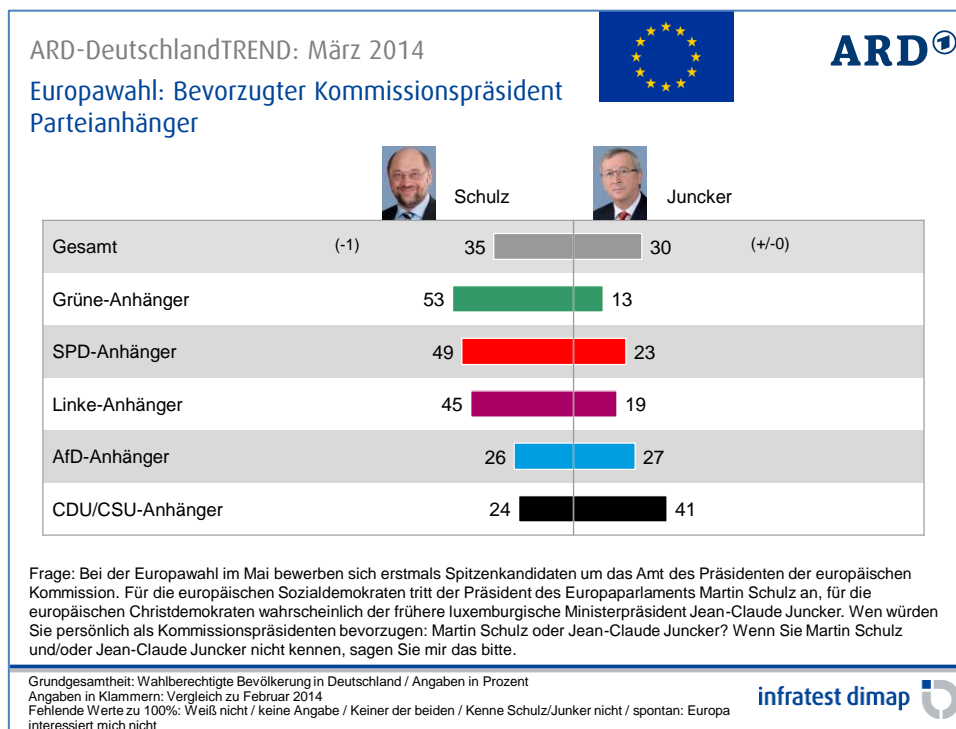 ARD-DeutschlandTREND: März 2014
ARD
Europawahl: Bevorzugter Kommissionspräsident
Parteianhänger
Schulz Juncker
Gesamt (-1) 35 30 (+/-0)
Grüne-Anhänger 53 13
SPD-Anhänger 49 23
Linke-Anhänger 45 19
AfD-Anhänger 26 27
CDU/CSU-Anhänger 24 41
Frage: Bei der Europawahl im Mai bewerben sich erstmals Spitzenkandidaten um das Amt des Präsidenten der europäischen
Kommission. Für die europäischen Sozialdemokraten tritt der Präsident des Europaparlaments Martin Schulz an, für die
europäischen Christdemokraten wahrscheinlich der frühere luxemburgische Ministerpräsident Jean-Claude Juncker. Wen würden
Sie persönlich als Kommissionspräsidenten bevorzugen: Martin Schulz oder Jean-Claude Juncker? Wenn Sie Martin Schulz
und/oder Jean-Claude Juncker nicht kennen, sagen Sie mir das bitte.
Grundgesamtheit: Wahlberechtigte Bevölkerung in Deutschland / Angaben in Prozent
Angaben in Klammern: Vergleich zu Februar 2014
Fehlende Werte zu 100%: Weiß nicht / keine Angabe / Keiner der beiden / Kenne Schulz/Junker nicht / spontan: Europa
interessiert mich nicht
infratest dimap